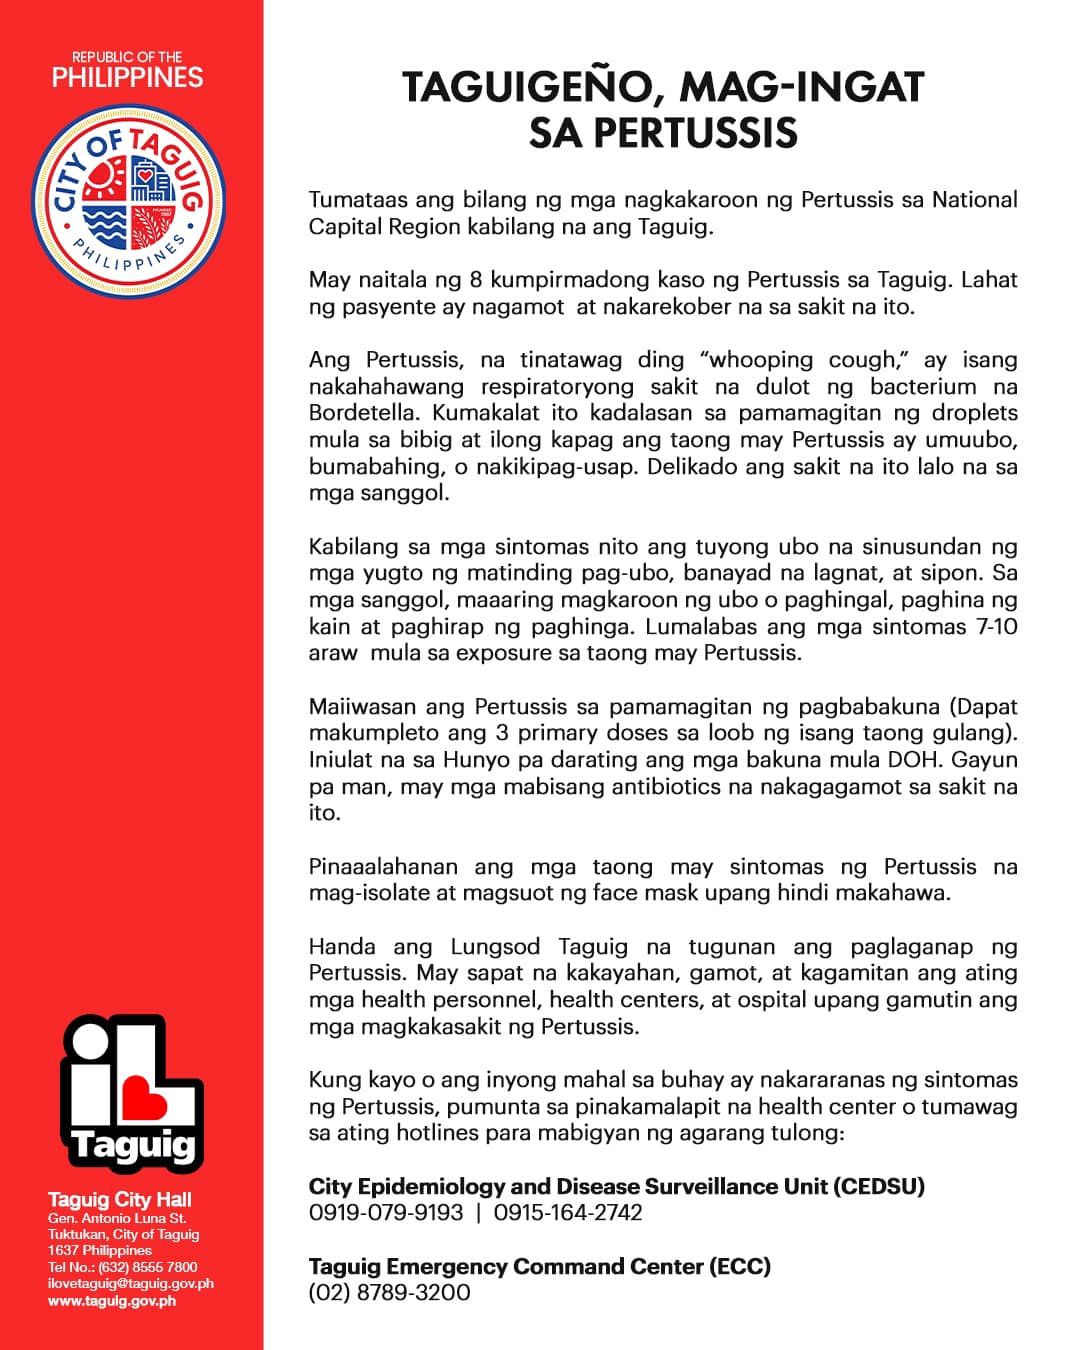 REPUBLIC OF THE
PHILIPPINES
CITY OF TAGUIG
PHILIPPINES
TAGUIGEÑO, MAG-INGAT
SA PERTUSSIS
Tumataas ang bilang ng mga nagkakaroon ng Pertussis sa National
Capital Region kabilang na ang Taguig.
May naitala ng 8 kumpirmadong kaso ng Pertussis sa Taguig. Lahat
ng pasyente ay nagamot at nakarekober na sa sakit na ito.
Ang Pertussis, na tinatawag ding “whooping cough,” ay isang
nakahahawang respiratoryong sakit na dulot ng bacterium na
Bordetella. Kumakalat ito kadalasan sa pamamagitan ng droplets
mula sa bibig at ilong kapag ang taong may Pertussis ay umuubo,
bumabahing, o nakikipag-usap. Delikado ang sakit na ito lalo na sa
mga sanggol.
Kabilang sa mga sintomas nito ang tuyong ubo na sinusundan ng
mga yugto ng matinding pag-ubo, banayad na lagnat, at sipon. Sa
mga sanggol, maaaring magkaroon ng ubo o paghingal, paghina ng
kain at paghirap ng paghinga. Lumalabas ang mga sintomas 7-10
araw mula sa exposure sa taong may Pertussis.
Maiiwasan ang Pertussis sa pamamagitan ng pagbabakuna (Dapat
makumpleto ang 3 primary doses sa loob ng isang taong gulang).
Iniulat na sa Hunyo pa darating ang mga bakuna mula DOH. Gayun
pa man, may mga mabisang antibiotics na nakagagamot sa sakit na
ito.
Pinaaalahanan ang mga taong may sintomas ng Pertussis na
mag-isolate at magsuot ng face mask upang hindi makahawa.
Handa ang Lungsod Taguig na tugunan ang paglaganap ng
Pertussis. May sapat na kakayahan, gamot, at kagamitan ang ating
mga health personnel, health centers, at ospital upang gamutin ang
mga magkakasakit ng Pertussis.
Kung kayo o ang inyong mahal sa buhay ay nakararanas ng sintomas
ng Pertussis, pumunta sa pinakamalapit na health center o tumawag
sa ating hotlines para mabigyan ng agarang tulong:
City Epidemiology and Disease Surveillance Unit (CEDSU)
0919-079-9193 | 0915-164-2742
Taguig Emergency Command Center (ECC)
(02) 8789-3200
iL
Taguig
Taguig City Hall
Gen. Antonio Luna St.
Tuktukan, City of Taguig
1637 Philippines
Tel No.: (632) 8555 7800
ilovetaguig@taguig.gov.ph
www.taguig.gov.ph